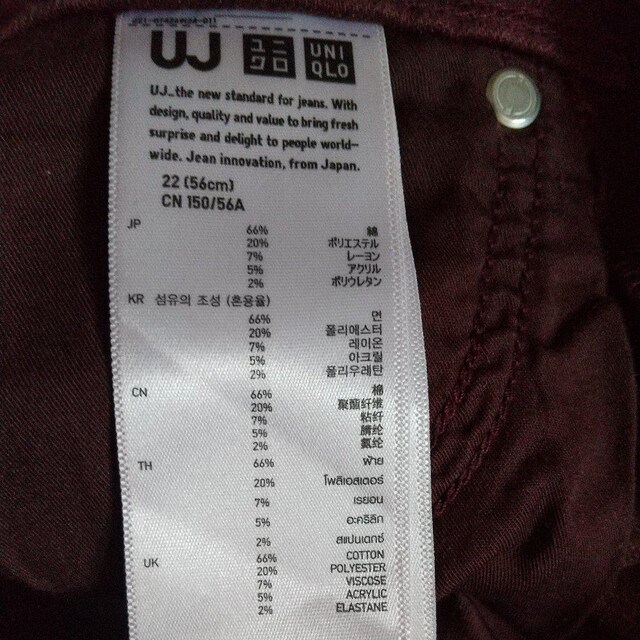 UJ ユニ UNI
クロ QLO
UJ_the new standard for jeans. With
design, quality and value to bring fresh
surprise and delight to people world-
wide. Jean innovation, from Japan.
22 (56cm)
CN 150/56A
JP 66% 綿
20% ポリエステル
7% レーヨン
5% アクリル
2% ポリウレタン
KR 섬유의 조성 (혼용율)
66% 면
20% 폴리에스터
7% 레이온
5% 아크릴
2% 폴리우레탄
CN 66% 棉
20% 聚酯纤维
7% 粘纤
5% 腈纶
2% 氨纶
TH 66% ฝ้าย
20% โพลีเอสเตอร์
7% เรยอน
5% อะคริลิก
2% สแปนเดกซ์
UK 66% COTTON
20% POLYESTER
7% VISCOSE
5% ACRYLIC
2% ELASTANE